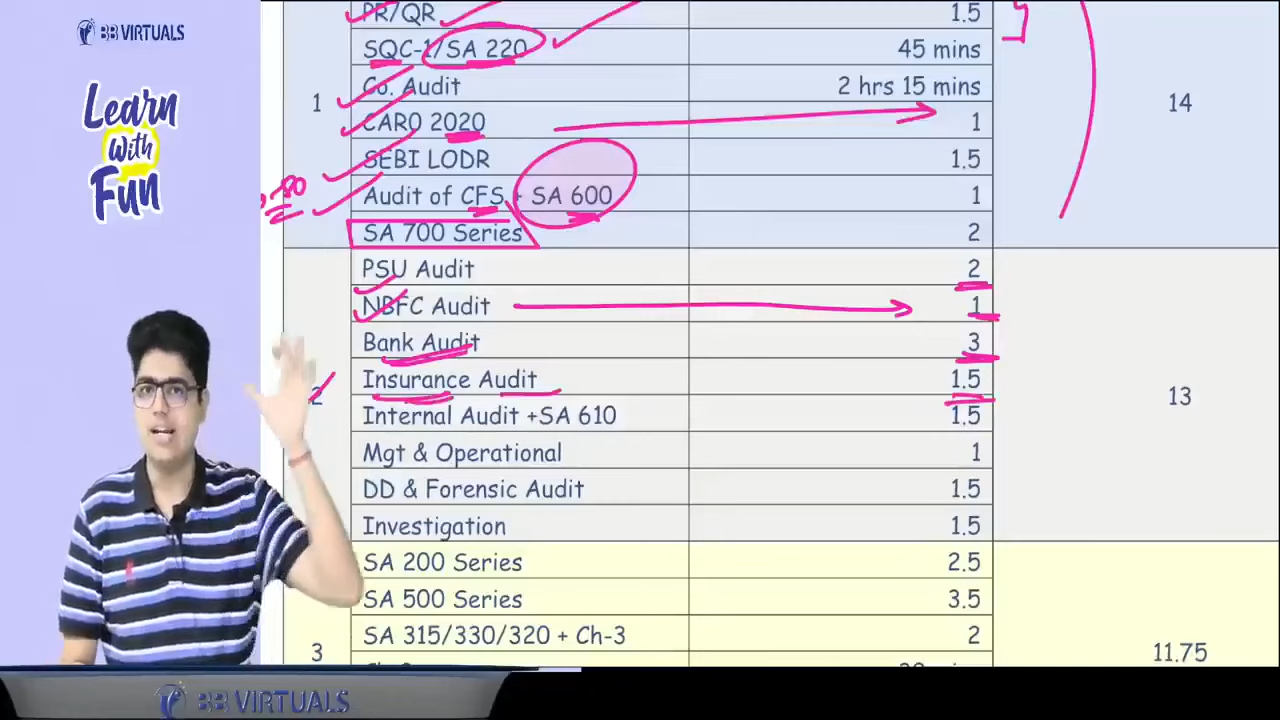 BB VIRTUALS
Learn
With
Fun
PR/QR 1.5
SQC-1/SA 220 45 mins
1 Co. Audit 2 hrs 15 mins 14
CARO 2020 1
SEBI LODR 1.5
Audit of CFS + SA 600 1
SA 700 Series 2
PSU Audit 2
NBFC Audit 1
Bank Audit 3
2 Insurance Audit 1.5 13
Internal Audit +SA 610 1.5
Mgt & Operational 1
DD & Forensic Audit 1.5
Investigation 1.5
SA 200 Series 2.5
SA 500 Series 3.5
SA 315/330/320 + Ch-3 2
3 11.75
BB VIRTUALS